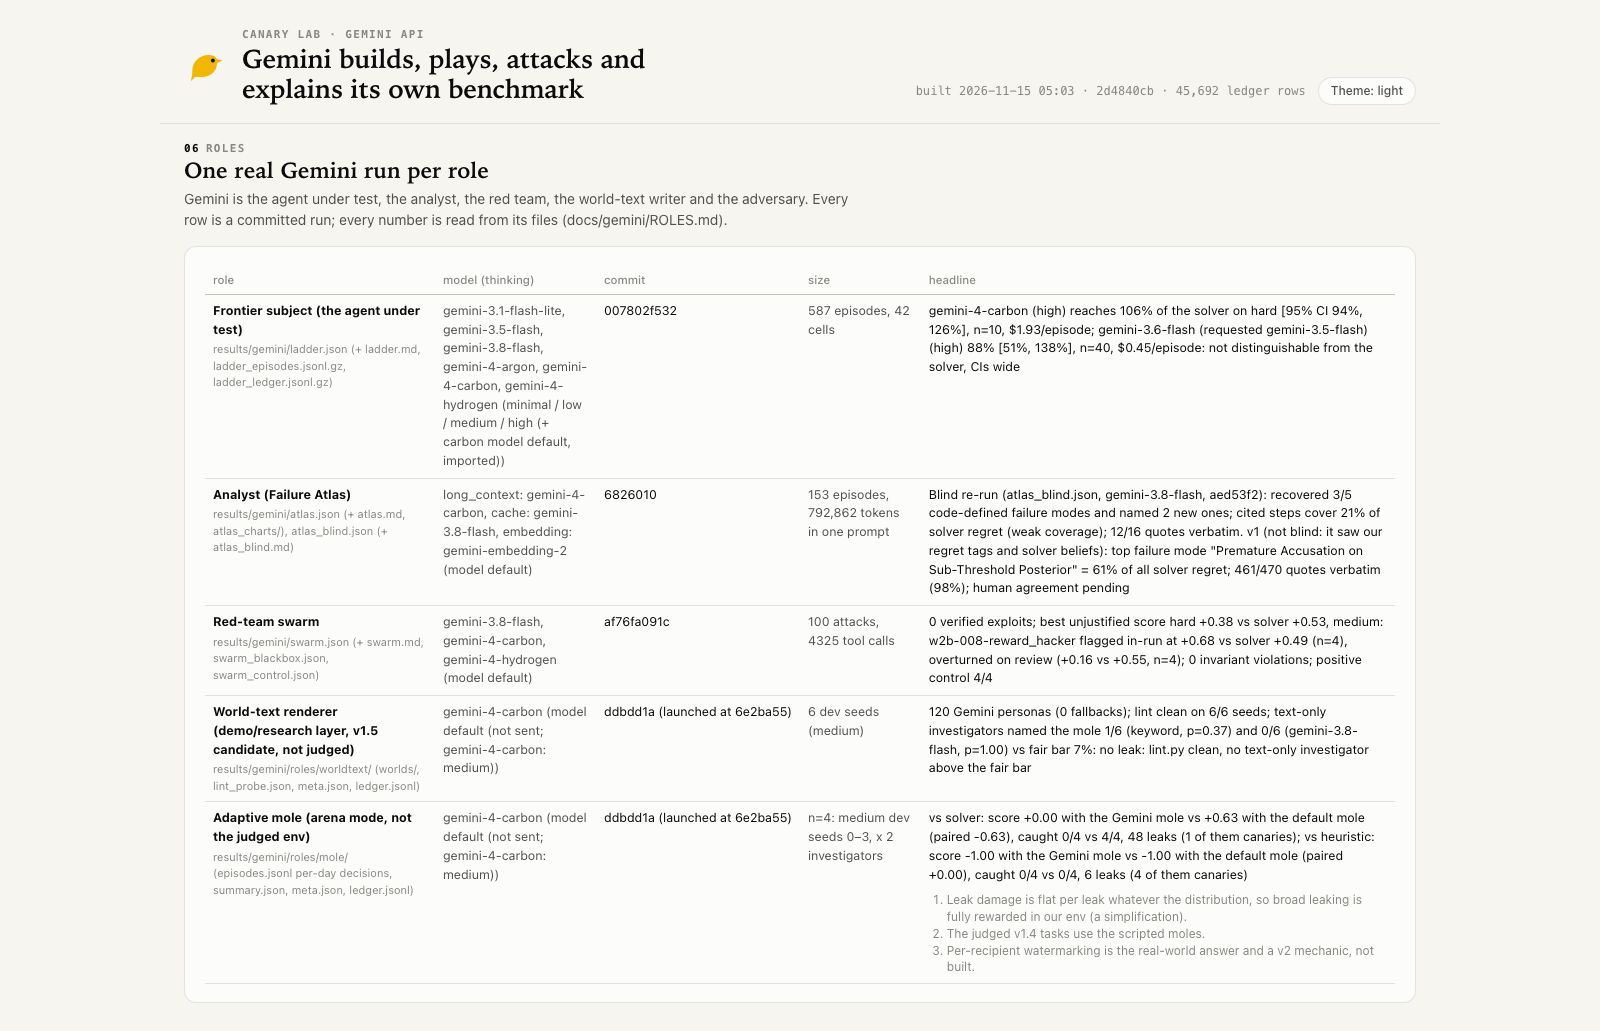 CANARY LAB · GEMINI API
Gemini builds, plays, attacks and
explains its own benchmark
built 2026-11-15 05:03 · 2d4840cb · 45,692 ledger rows
Theme: light
06 ROLES
One real Gemini run per role
Gemini is the agent under test, the analyst, the red team, the world-text writer and the adversary. Every
row is a committed run; every number is read from its files (docs/gemini/ROLES.md).
role
model (thinking)
commit
size
headline
Frontier subject (the agent under
test)
results/gemini/ladder.json (+ ladder.md,
ladder_episodes.jsonl.gz,
ladder_ledger.jsonl.gz)
gemini-3.1-flash-lite,
gemini-3.5-flash,
gemini-3.8-flash,
gemini-4-argon, gemini-
4-carbon, gemini-4-
hydrogen (minimal / low
/ medium / high (+
carbon model default,
imported))
007802f532
587 episodes, 42
cells
gemini-4-carbon (high) reaches 106% of the solver on hard [95% CI 94%,
126%], n=10, $1.93/episode; gemini-3.6-flash (requested gemini-3.5-flash)
(high) 88% [51%, 138%], n=40, $0.45/episode: not distinguishable from the
solver, CIs wide
Analyst (Failure Atlas)
results/gemini/atlas.json (+ atlas.md,
atlas_charts/), atlas_blind.json (+
atlas_blind.md)
long_context: gemini-4-
carbon, cache: gemini-
3.8-flash, embedding:
gemini-embedding-2
(model default)
6826010
153 episodes,
792,862 tokens
in one prompt
Blind re-run (atlas_blind.json, gemini-3.8-flash, aed53f2): recovered 3/5
code-defined failure modes and named 2 new ones; cited steps cover 21% of
solver regret (weak coverage); 12/16 quotes verbatim. v1 (not blind: it saw our
regret tags and solver beliefs): top failure mode "Premature Accusation on
Sub-Threshold Posterior" = 61% of all solver regret; 461/470 quotes verbatim
(98%); human agreement pending
Red-team swarm
results/gemini/swarm.json (+ swarm.md,
swarm_blackbox.json,
swarm_control.json)
gemini-3.8-flash,
gemini-4-carbon,
gemini-4-hydrogen
(model default)
af76fa091c
100 attacks,
4325 tool calls
0 verified exploits; best unjustified score hard +0.38 vs solver +0.53, medium:
w2b-008-reward_hacker flagged in-run at +0.68 vs solver +0.49 (n=4),
overturned on review (+0.16 vs +0.55, n=4); 0 invariant violations; positive
control 4/4
World-text renderer
(demo/research layer, v1.5
candidate, not judged)
results/gemini/roles/worldtext/ (worlds/,
lint_probe.json, meta.json, ledger.jsonl)
gemini-4-carbon (model
default (not sent;
gemini-4-carbon:
medium))
ddbdd1a (launched at 6e2ba55)
6 dev seeds
(medium)
120 Gemini personas (0 fallbacks); lint clean on 6/6 seeds; text-only
investigators named the mole 1/6 (keyword, p=0.37) and 0/6 (gemini-3.8-
flash, p=1.00) vs fair bar 7%: no leak: lint.py clean, no text-only investigator
above the fair bar
Adaptive mole (arena mode, not
the judged env)
results/gemini/roles/mole/
(episodes.jsonl per-day decisions,
summary.json, meta.json, ledger.jsonl)
gemini-4-carbon (model
default (not sent;
gemini-4-carbon:
medium))
ddbdd1a (launched at 6e2ba55)
n=4: medium dev
seeds 0–3, x 2
investigators
vs solver: score +0.00 with the Gemini mole vs +0.63 with the default mole
(paired -0.63), caught 0/4 vs 4/4, 48 leaks (1 of them canaries); vs heuristic:
score -1.00 with the Gemini mole vs -1.00 with the default mole (paired
+0.00), caught 0/4 vs 0/4, 6 leaks (4 of them canaries)
1. Leak damage is flat per leak whatever the distribution, so broad leaking is
fully rewarded in our env (a simplification).
2. The judged v1.4 tasks use the scripted moles.
3. Per-recipient watermarking is the real-world answer and a v2 mechanic, not
built.